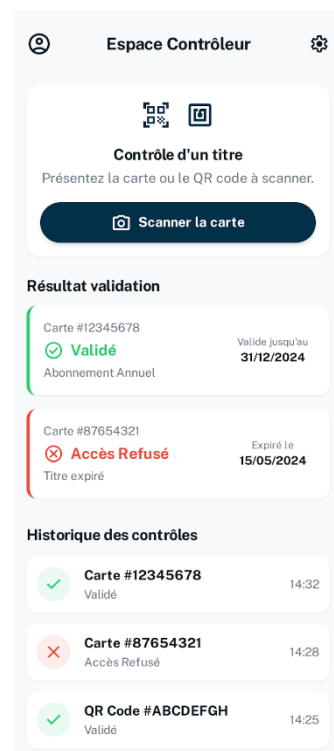 Espace Contrôleur
Contrôle d'un titre
Présentez la carte ou le QR code à scanner.
Scanner la carte
Résultat validation
Carte #12345678
Validé
Abonnement Annuel
Valide jusqu'au
31/12/2024
Carte #87654321
Accès Refusé
Titre expiré
Expiré le
15/05/2024
Historique des contrôles
Carte #12345678
Validé
14:32
Carte #87654321
Accès Refusé
14:28
QR Code #ABCDEFGH
Validé
14:25